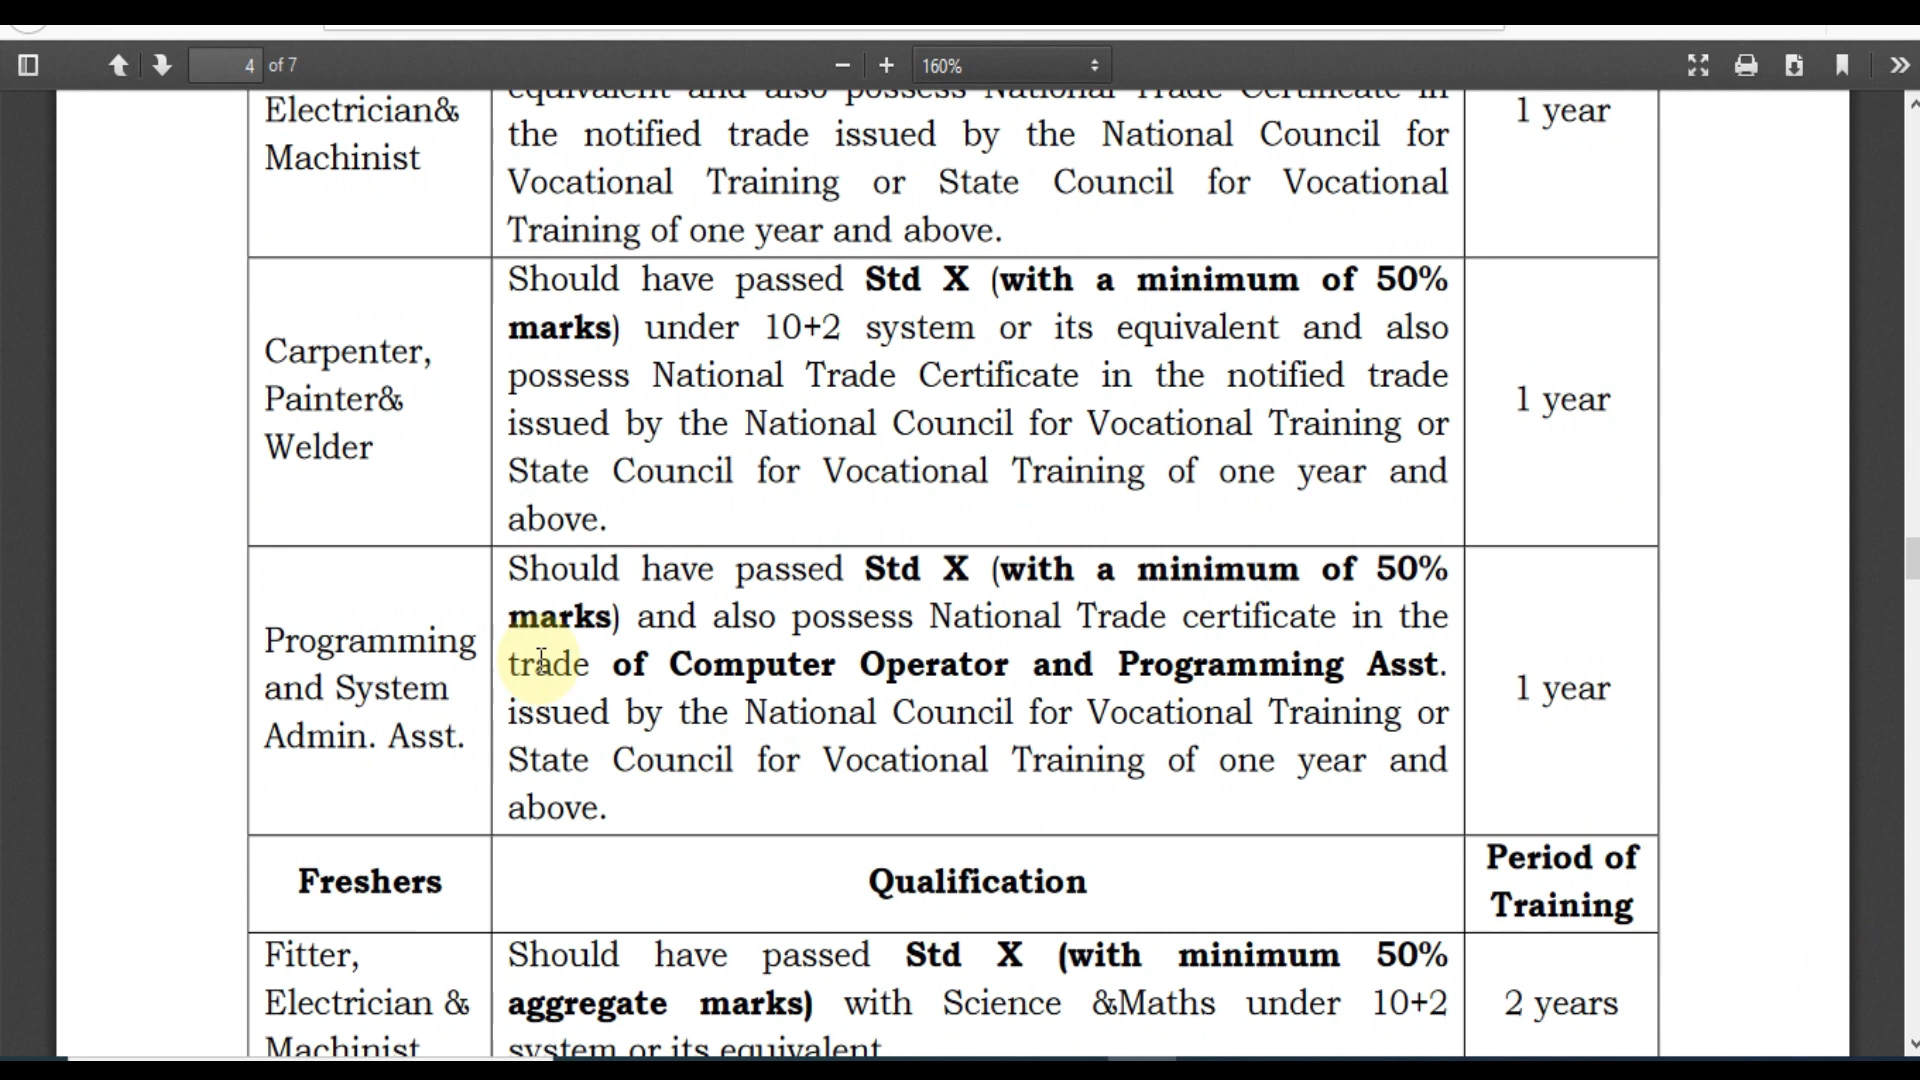 4 of 7
160%
Electrician&
Machinist
equivalent and also possess National Trade Certificate in
the notified trade issued by the National Council for
Vocational Training or State Council for Vocational
Training of one year and above.
1 year
Carpenter,
Painter&
Welder
Should have passed Std X (with a minimum of 50%
marks) under 10+2 system or its equivalent and also
possess National Trade Certificate in the notified trade
issued by the National Council for Vocational Training or
State Council for Vocational Training of one year and
above.
1 year
Programming
and System
Admin. Asst.
Should have passed Std X (with a minimum of 50%
marks) and also possess National Trade certificate in the
trade of Computer Operator and Programming Asst.
issued by the National Council for Vocational Training or
State Council for Vocational Training of one year and
above.
1 year
Freshers
Qualification
Period of
Training
Fitter,
Electrician &
Machinist
Should have passed Std X (with minimum 50%
aggregate marks) with Science &Maths under 10+2
system or its equivalent
2 years